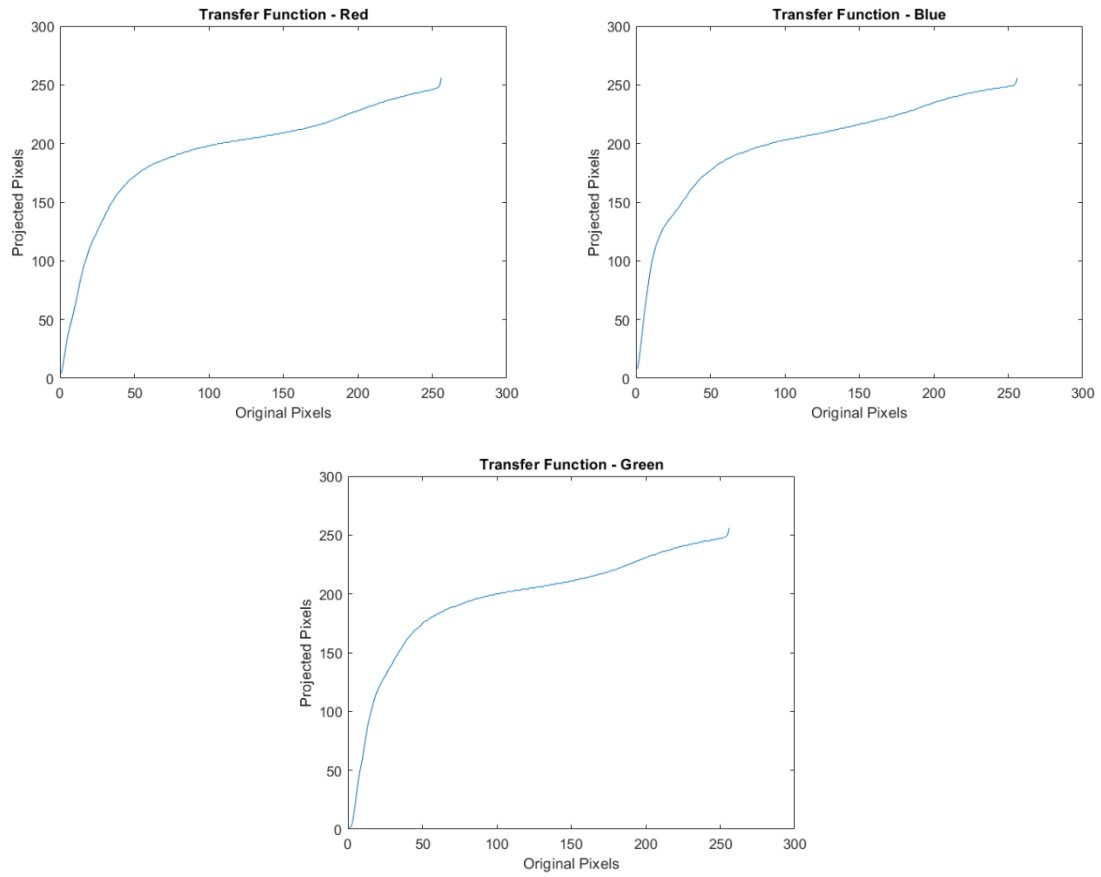 Transfer Function - Red
300
250
200
150
100
50
0
Projected Pixels
0 50 100 150 200 250 300
Original Pixels
Transfer Function - Blue
300
250
200
150
100
50
0
Projected Pixels
0 50 100 150 200 250 300
Original Pixels
Transfer Function - Green
300
250
200
150
100
50
0
Projected Pixels
0 50 100 150 200 250 300
Original Pixels